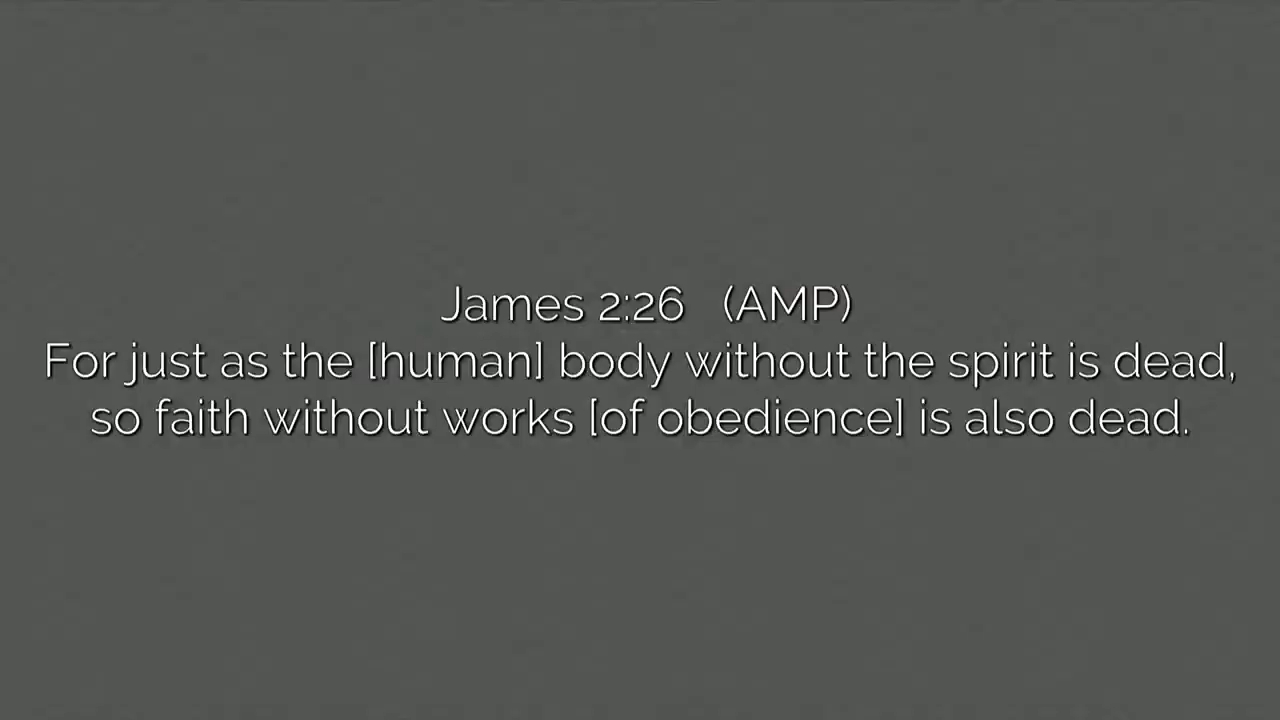 James 2:26 (AMP)
For just as the [human] body without the spirit is dead,
so faith without works [of obedience] is also dead.